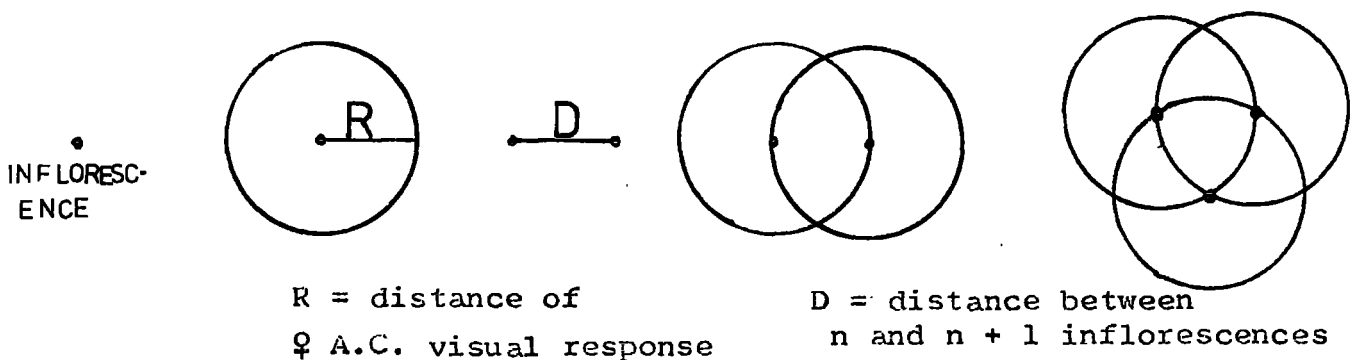 INFLORESC-
ENCE
R
D
R = distance of
♀ A.C. visual response
D = distance between
n and n + 1 inflorescences